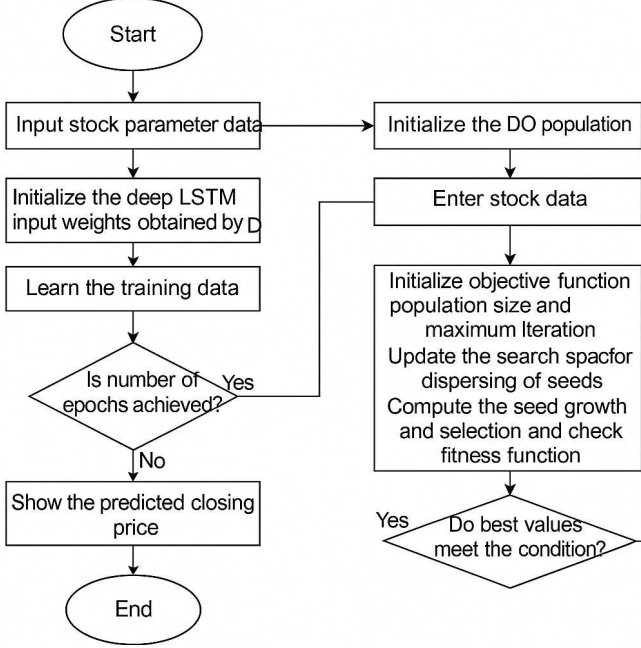 Start
Input stock parameter data
Initialize the deep LSTM
input weights obtained by D
Learn the training data
Is number of
epochs achieved?
Yes
No
Show the predicted closing
price
End
Initialize the DO population
Enter stock data
Initialize objective function
population size and
maximum Iteration
Update the search spacfor
dispersing of seeds
Compute the seed growth
and selection and check
fitness function
Yes
Do best values
meet the condition?